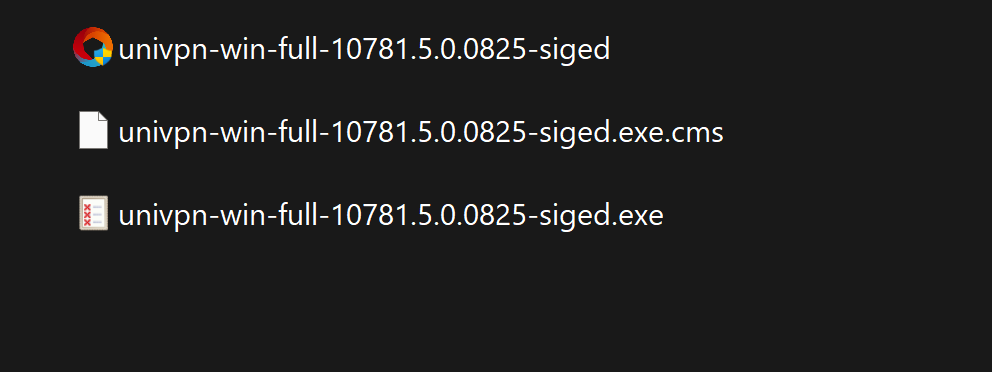 univpn-win-full-10781.5.0.0825-siged
univpn-win-full-10781.5.0.0825-siged.exe.cms
univpn-win-full-10781.5.0.0825-siged.exe